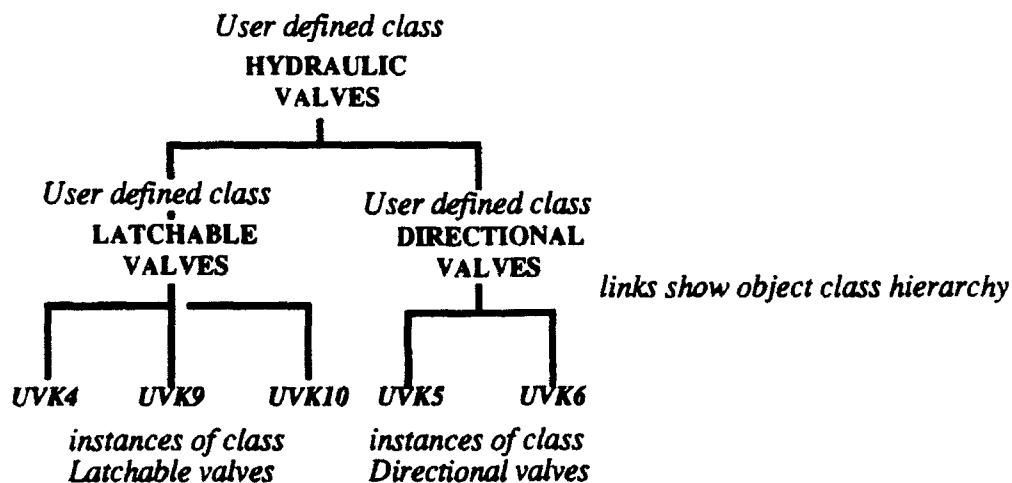 User defined class
HYDRAULIC
VALVES
User defined class
LATCHABLE
VALVES
User defined class
DIRECTIONAL
VALVES
links show object class hierarchy
UVK4 UVK9 UVK10 UVK5 UVK6
instances of class
Latchable valves
instances of class
Directional valves